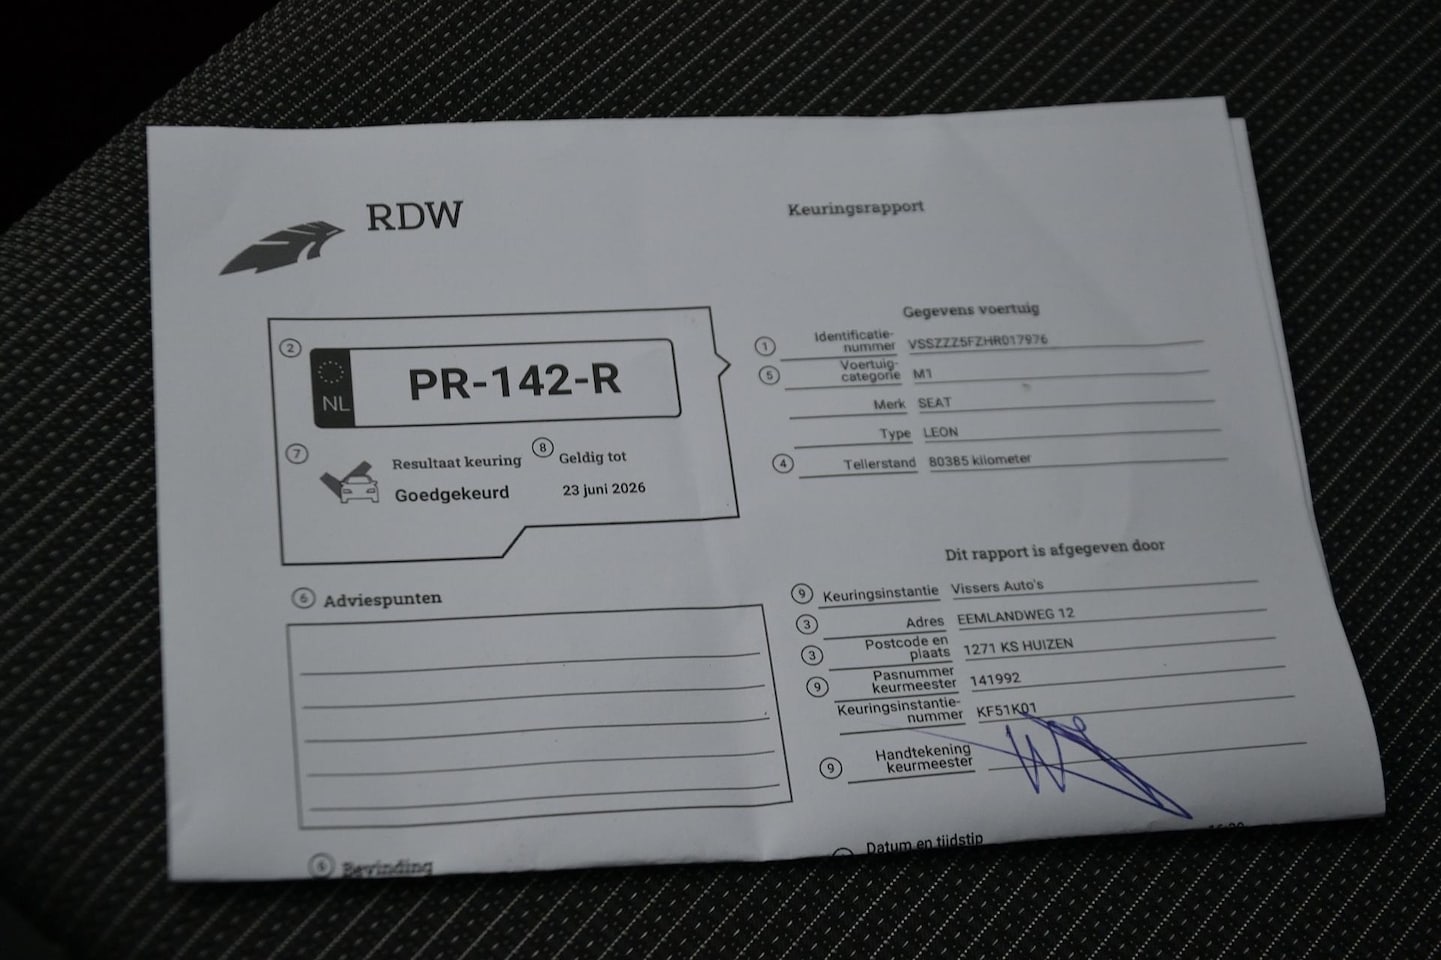 RDW
Keuringsrapport
2
NL
PR-142-R
7
Resultaat keuring
Goedgekeurd
8
Geldig tot
23 juni 2026
Gegevens voertuig
1
Identificatie-
nummer
VSSZZZ5FZHR017976
5
Voertuig-
categorie
M1
Merk
SEAT
Type
LEON
4
Tellerstand
80385 kilometer
6
Adviespunten
Dit rapport is afgegeven door
9
Keuringsinstantie
Vissers Auto's
3
Adres
EEMLANDWEG 12
3
Postcode en
plaats
1271 KS HUIZEN
9
Pasnummer
keurmeester
141992
Keuringsinstantie-
nummer
KF51K01
9
Handtekening
keurmeester
Datum en tijdstip
6
Bevinding